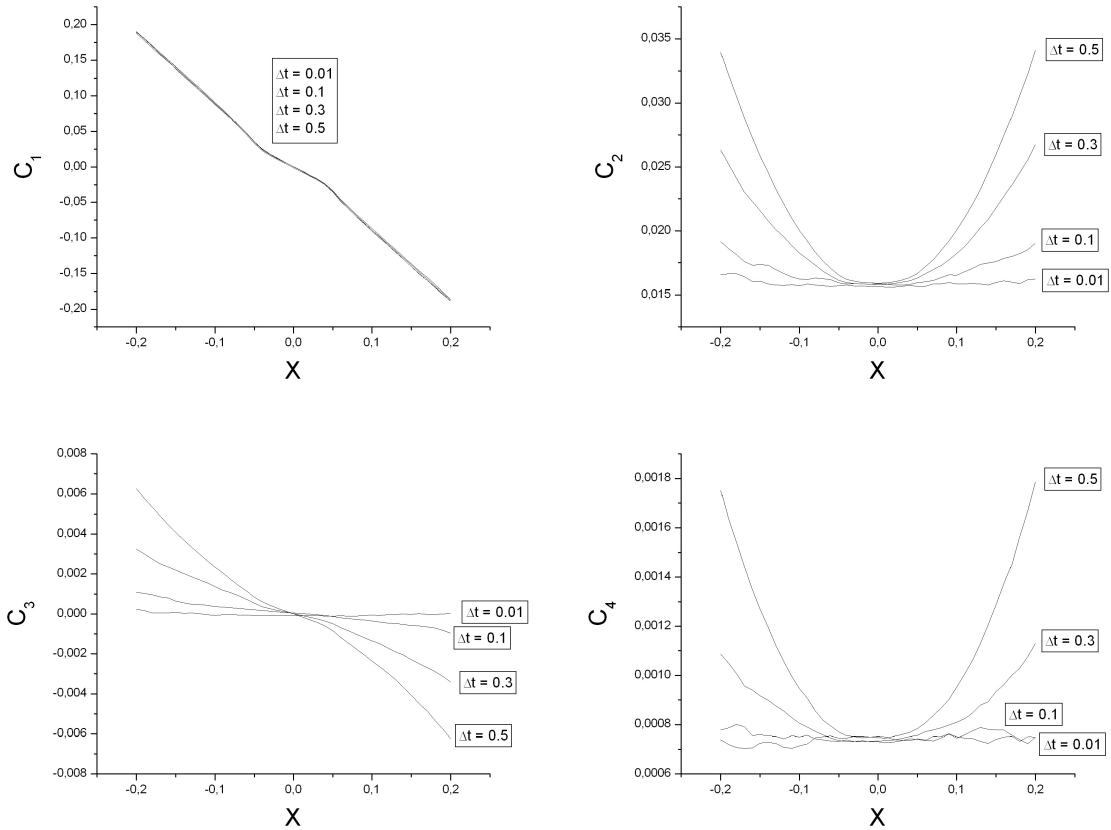 0,20
0,15
0,10
0,05
0,00
-0,05
-0,10
-0,15
-0,20
C1
-0,2
-0,1
0,0
0,1
0,2
X
Δt = 0.01
Δt = 0.1
Δt = 0.3
Δt = 0.5
0,035
0,030
0,025
0,020
0,015
C2
-0,2
-0,1
0,0
0,1
0,2
X
Δt = 0.5
Δt = 0.3
Δt = 0.1
Δt = 0.01
0,008
0,006
0,004
0,002
0,000
-0,002
-0,004
-0,006
-0,008
C3
-0,2
-0,1
0,0
0,1
0,2
X
Δt = 0.01
Δt = 0.1
Δt = 0.3
Δt = 0.5
0,0018
0,0016
0,0014
0,0012
0,0010
0,0008
0,0006
C4
-0,2
-0,1
0,0
0,1
0,2
X
Δt = 0.5
Δt = 0.3
Δt = 0.1
Δt = 0.01